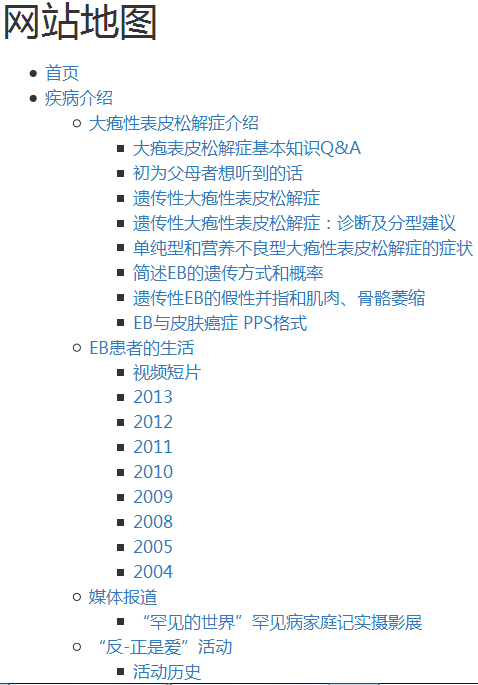 网站地图
首页
疾病介绍
大疱性表皮松解症介绍
大疱表皮松解症基本知识Q&A
初为父母者想听到的话
遗传性大疱性表皮松解症
遗传性大疱性表皮松解症：诊断及分型建议
单纯型和营养不良型大疱性表皮松解症的症状
简述EB的遗传方式和概率
遗传性EB的假性并指和肌肉、骨骼萎缩
EB与皮肤癌症 PPS格式
EB患者的生活
视频短片
2013
2012
2011
2010
2009
2008
2005
2004
媒体报道
“罕见的世界”罕见病家庭记实摄影展
“反-正是爱”活动
活动历史